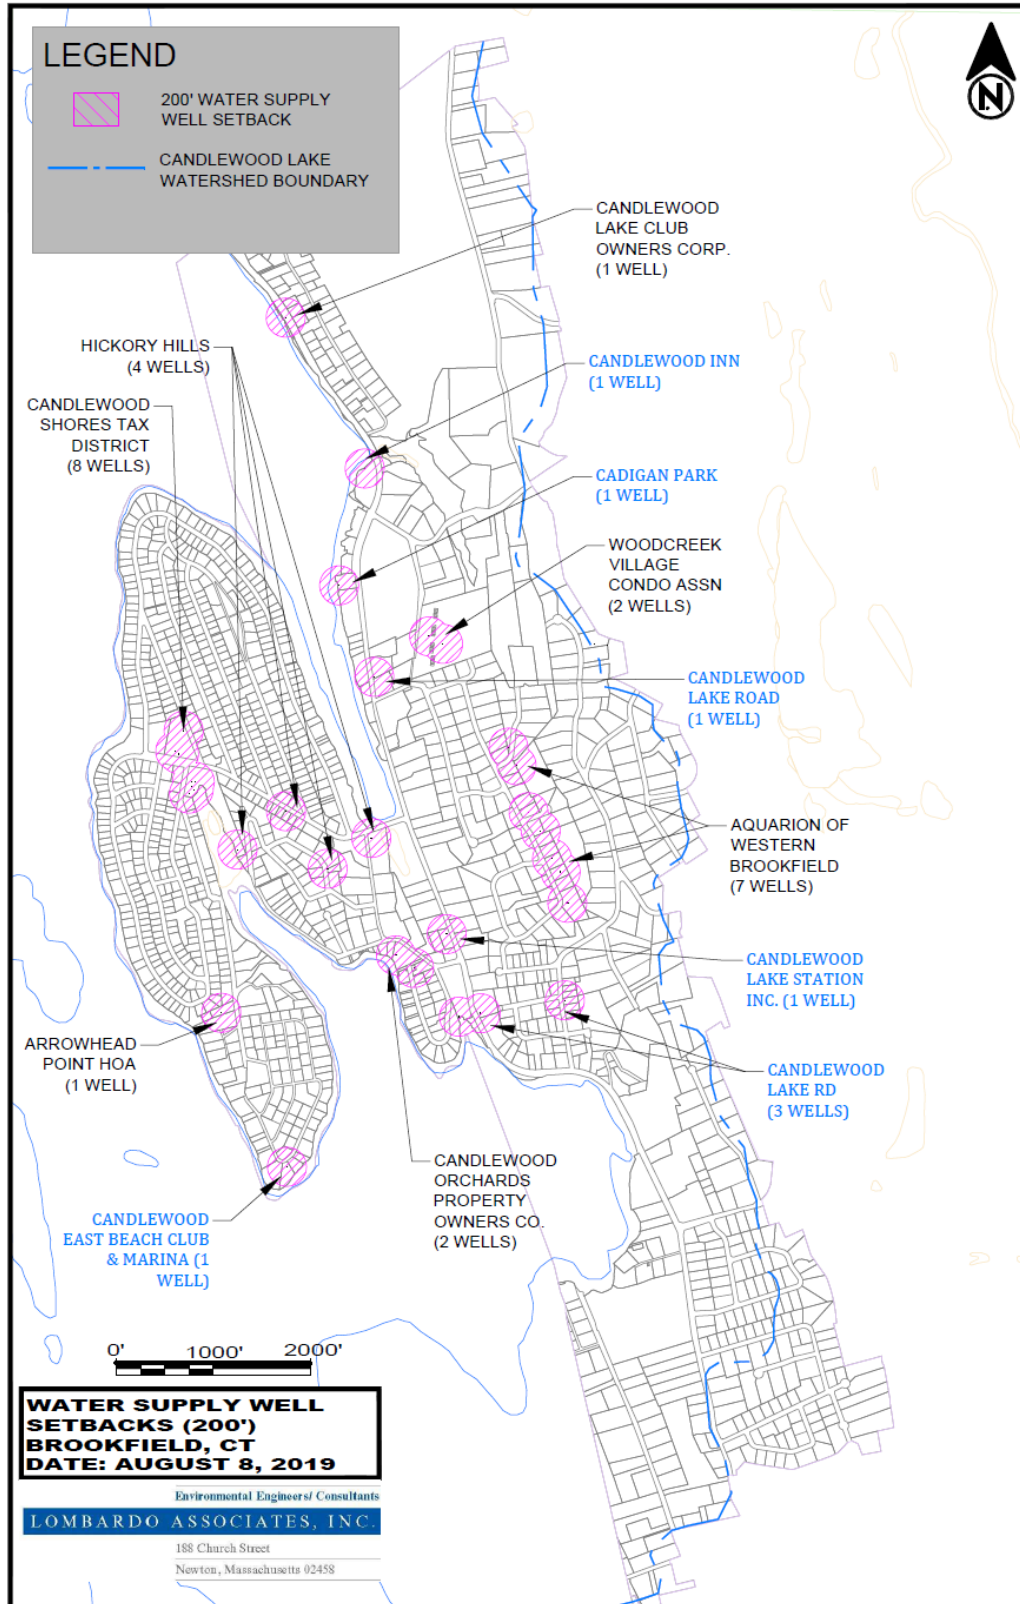 LEGEND
200' WATER SUPPLY
WELL SETBACK
CANDLEWOOD LAKE
WATERSHED BOUNDARY
N
CANDLEWOOD
LAKE CLUB
OWNERS CORP.
(1 WELL)
HICKORY HILLS
(4 WELLS)
CANDLEWOOD INN
(1 WELL)
CANDLEWOOD
SHORES TAX
DISTRICT
(8 WELLS)
CADIGAN PARK
(1 WELL)
WOODCREEK
VILLAGE
CONDO ASSN
(2 WELLS)
CANDLEWOOD
LAKE ROAD
(1 WELL)
AQUARION OF
WESTERN
BROOKFIELD
(7 WELLS)
CANDLEWOOD
LAKE STATION
INC. (1 WELL)
ARROWHEAD
POINT HOA
(1 WELL)
CANDLEWOOD
LAKE RD
(3 WELLS)
CANDLEWOOD
ORCHARDS
PROPERTY
OWNERS CO.
(2 WELLS)
CANDLEWOOD
EAST BEACH CLUB
& MARINA (1
WELL)
0' 1000' 2000'
WATER SUPPLY WELL
SETBACKS (200')
BROOKFIELD, CT
DATE: AUGUST 8, 2019
Environmental Engineers/ Consultants
LOMBARDO ASSOCIATES, INC.
188 Church Street
Newton, Massachusetts 02458